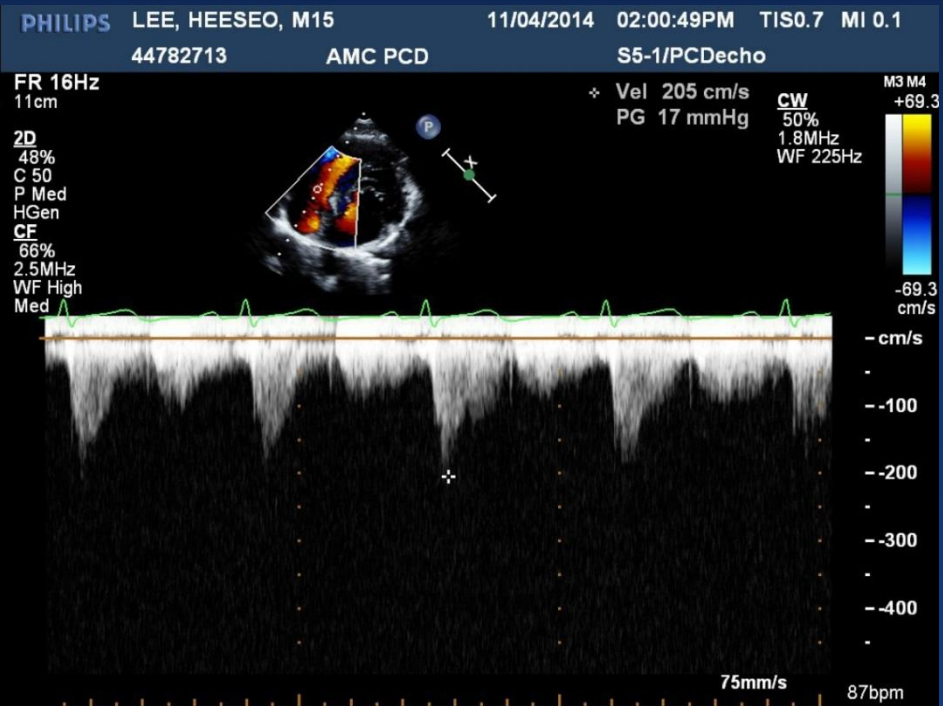 PHILIPS LEE, HEESEO, M15 11/04/2014 02:00:49PM TIS0.7 MI 0.1
44782713 AMC PCD S5-1/PCDecho
FR 16Hz
11cm
2D
48%
C 50
P Med
HGen
CF
66%
2.5MHz
WF High
Med
P
Vel 205 cm/s
PG 17 mmHg
CW
50%
1.8MHz
WF 225Hz
M3 M4
+69.3
-69.3
cm/s
cm/s
-100
-200
-300
-400
75mm/s
87bpm